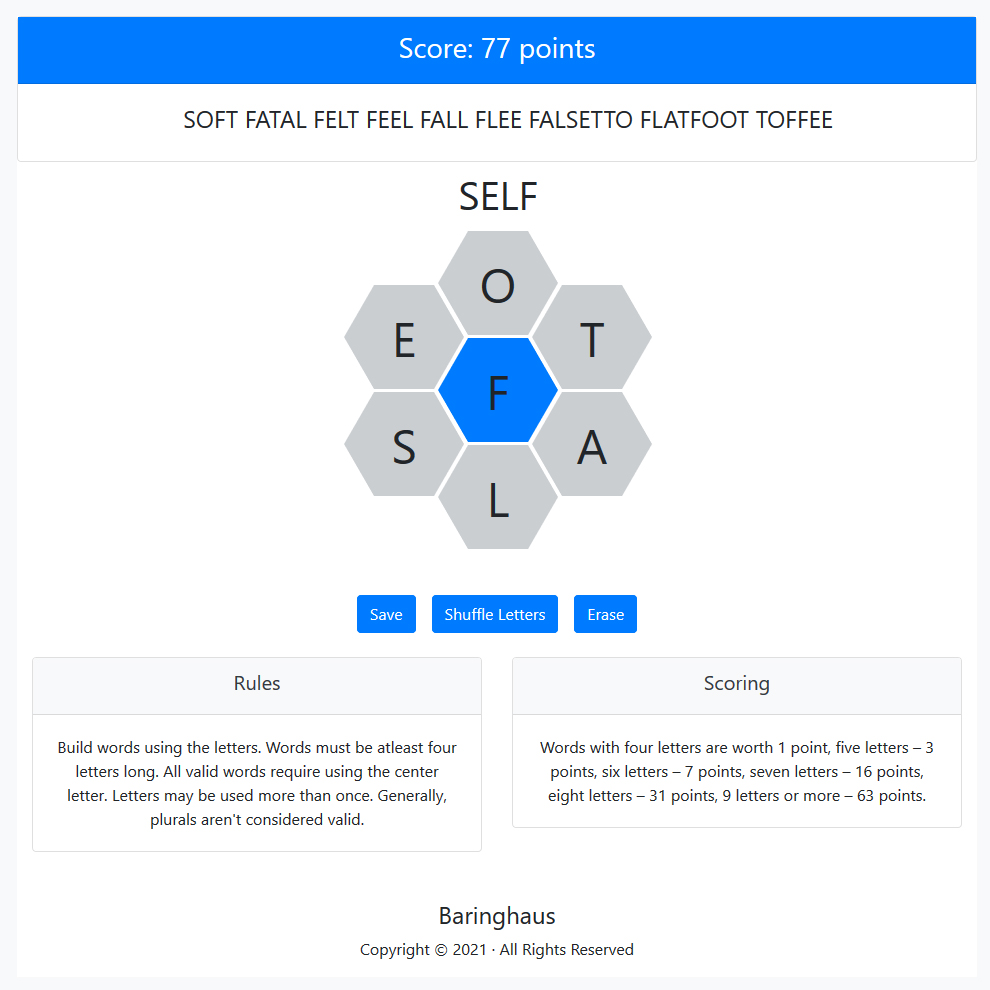 Score: 77 points
SOFT FATAL FELT FEEL FALL FLEE FALSETTO FLATFOOT TOFFEE
SELF
O
E
T
F
S
A
L
Save
Shuffle Letters
Erase
Rules
Build words using the letters. Words must be atleast four
letters long. All valid words require using the center
letter. Letters may be used more than once. Generally,
plurals aren't considered valid.
Scoring
Words with four letters are worth 1 point, five letters – 3
points, six letters – 7 points, seven letters – 16 points,
eight letters – 31 points, 9 letters or more – 63 points.
Baringhaus
Copyright © 2021 · All Rights Reserved